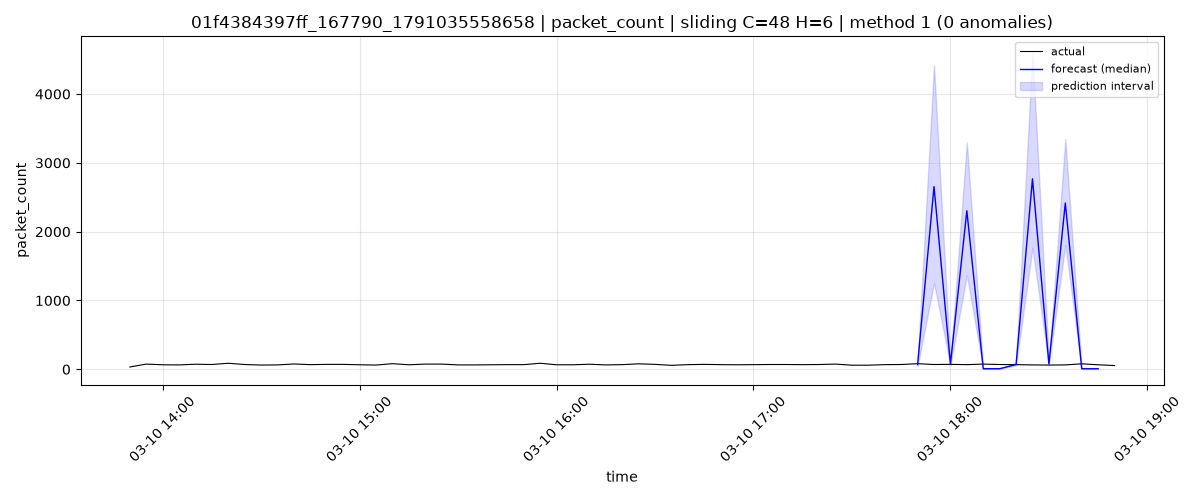 01f4384397ff_167790_1791035558658 | packet_count | sliding C=48 H=6 | method 1 (0 anomalies)
actual
forecast (median)
prediction interval
packet_count
4000
3000
2000
1000
0
03-10 14:00
03-10 15:00
03-10 16:00
03-10 17:00
03-10 18:00
03-10 19:00
time